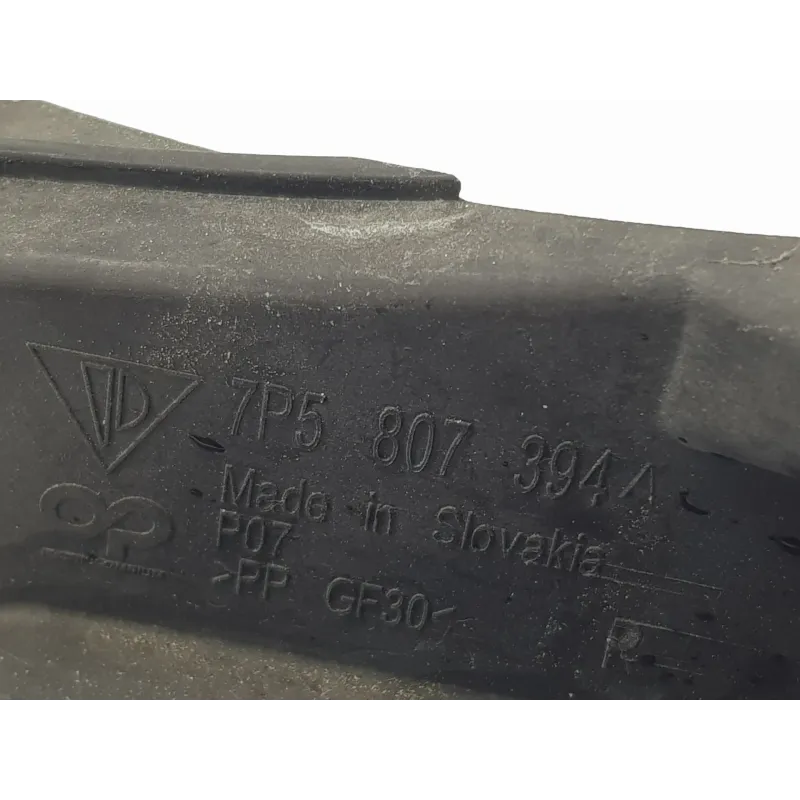 7P5 807 394
Made in Slovakia
P07
>PP GF30<
R